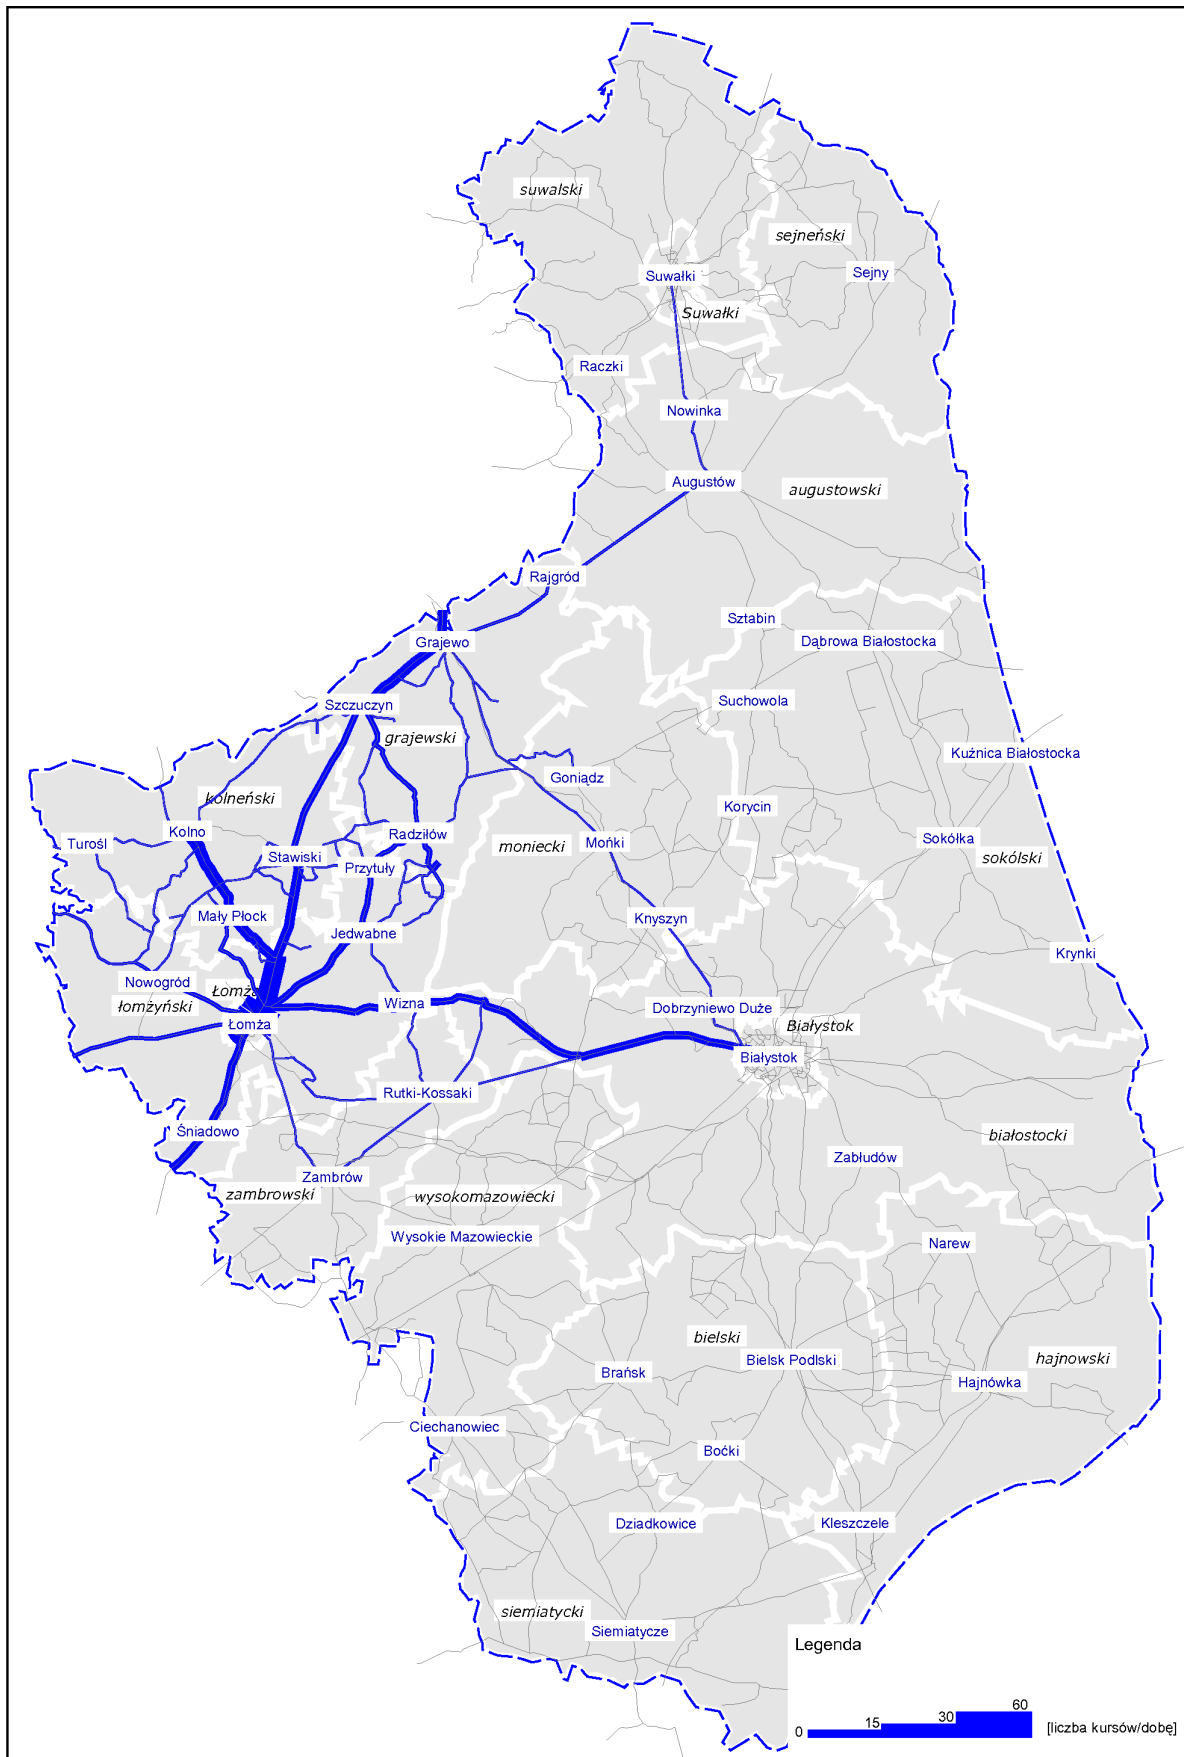 suwalski
sejneński
Suwałki
Sejny
Suwałki
Raczki
Nowinka
Augustów
augustowski
Rajgród
Sztabin
Grajewo
Dąbrowa Białostocka
Szczuczyn
Suchowola
grajewski
Kuźnica Białostocka
Goniądz
kolneński
Korycin
Kolno
Turośl
Radziłów
Mońki
moniecki
Sokółka
Stawiski
Przytuły
sokólski
Mały Płock
Knyszyn
Jedwabne
Krynki
Nowogród
Łomża
łomżyński
Wizna
Dobrzyniewo Duże
Łomża
Białystok
Białystok
Rutki-Kossaki
Śniadowo
białostocki
Zabłudów
Zambrów
zambrowski
wysokomazowiecki
Wysokie Mazowieckie
Narew
bielski
Bielsk Podlski
hajnowski
Brańsk
Hajnówka
Ciechanowiec
Boćki
Dziadkowice
Kleszczele
siemiatycki
Siemiatycze
Legenda
0 15 30 60
[liczba kursów/dobę]